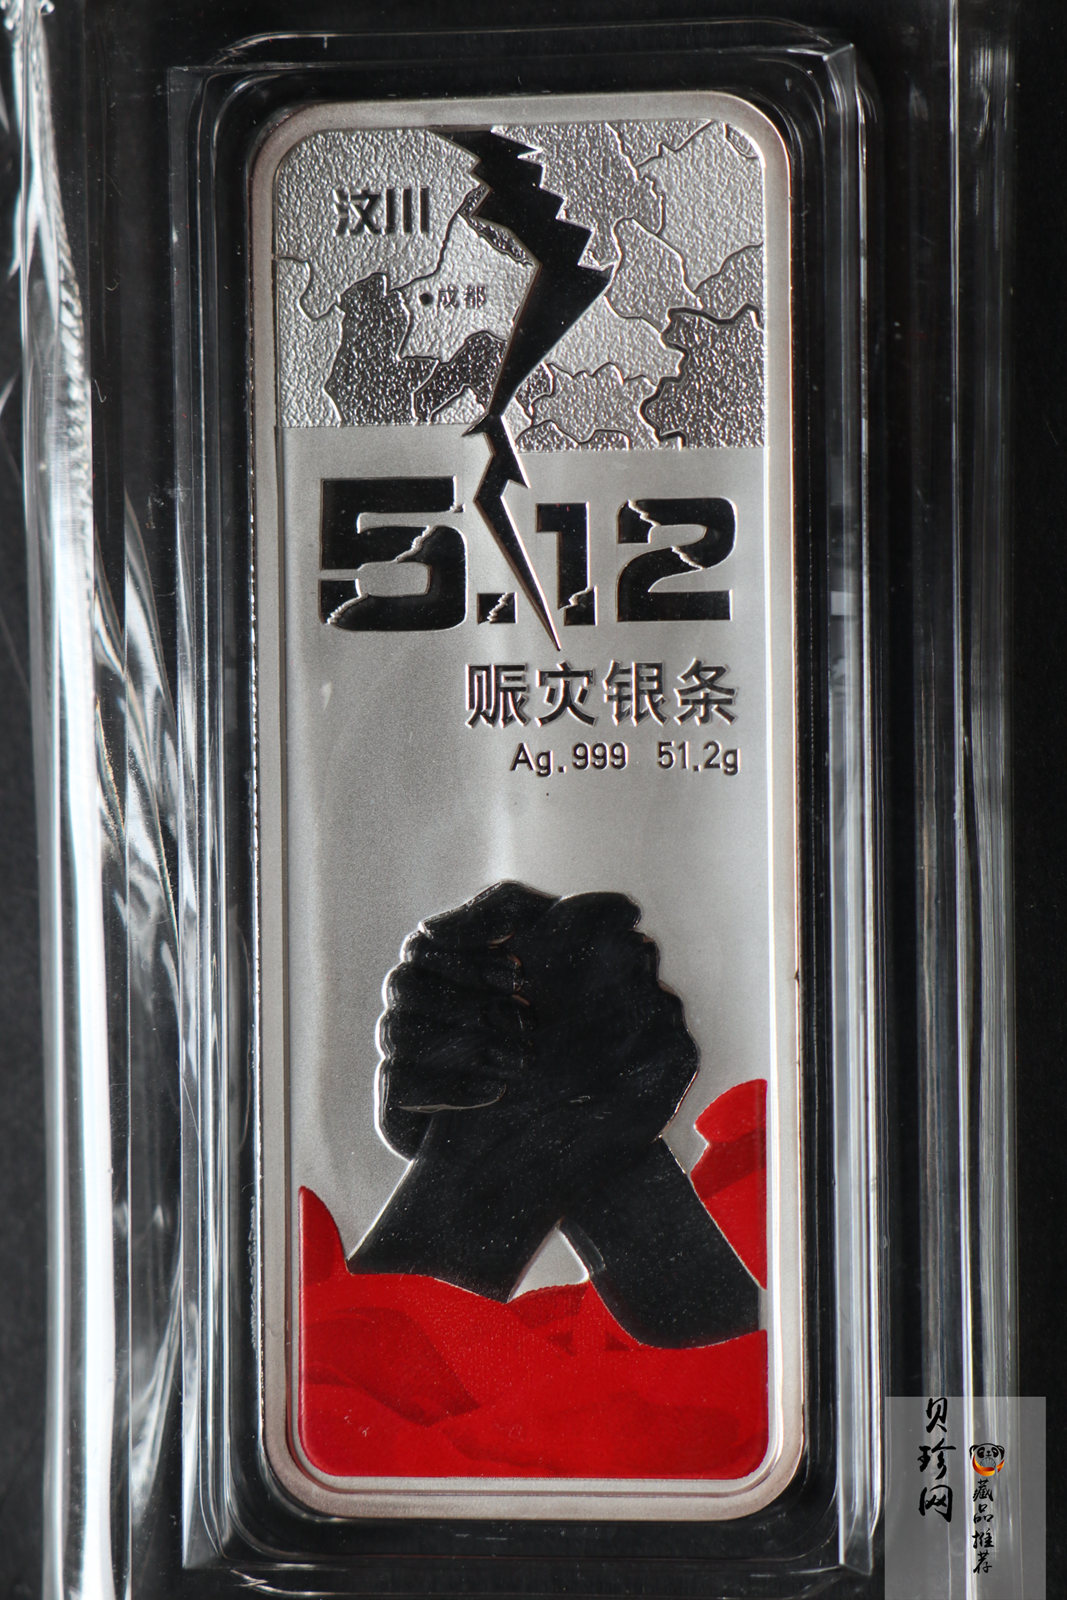 汶川
•成都
5.12
赈灾银条
Ag.999 51.2g
贝珍网
藏品推荐